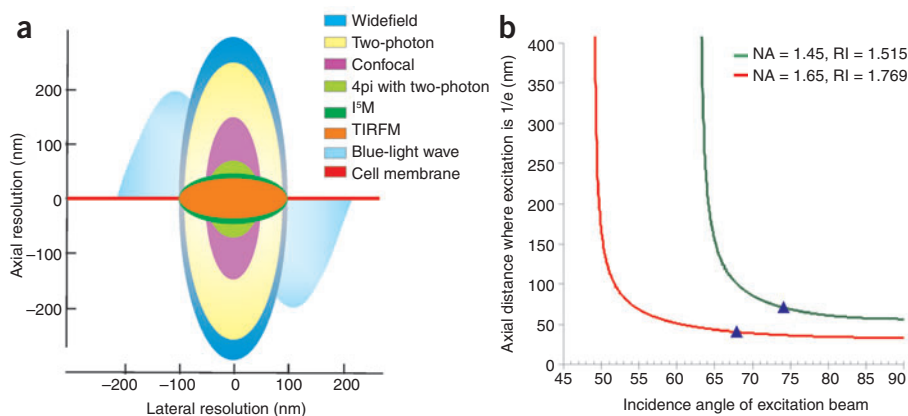 a
Widefield
Two-photon
Confocal
4pi with two-photon
I⁵M
TIRFM
Blue-light wave
Cell membrane
Axial resolution (nm)
200
100
0
–100
–200
–200
–100
0
100
200
Lateral resolution (nm)
b
NA = 1.45, RI = 1.515
NA = 1.65, RI = 1.769
Axial distance where excitation is 1/e (nm)
400
350
300
250
200
150
100
50
0
45 50 55 60 65 70 75 80 85 90
Incidence angle of excitation beam